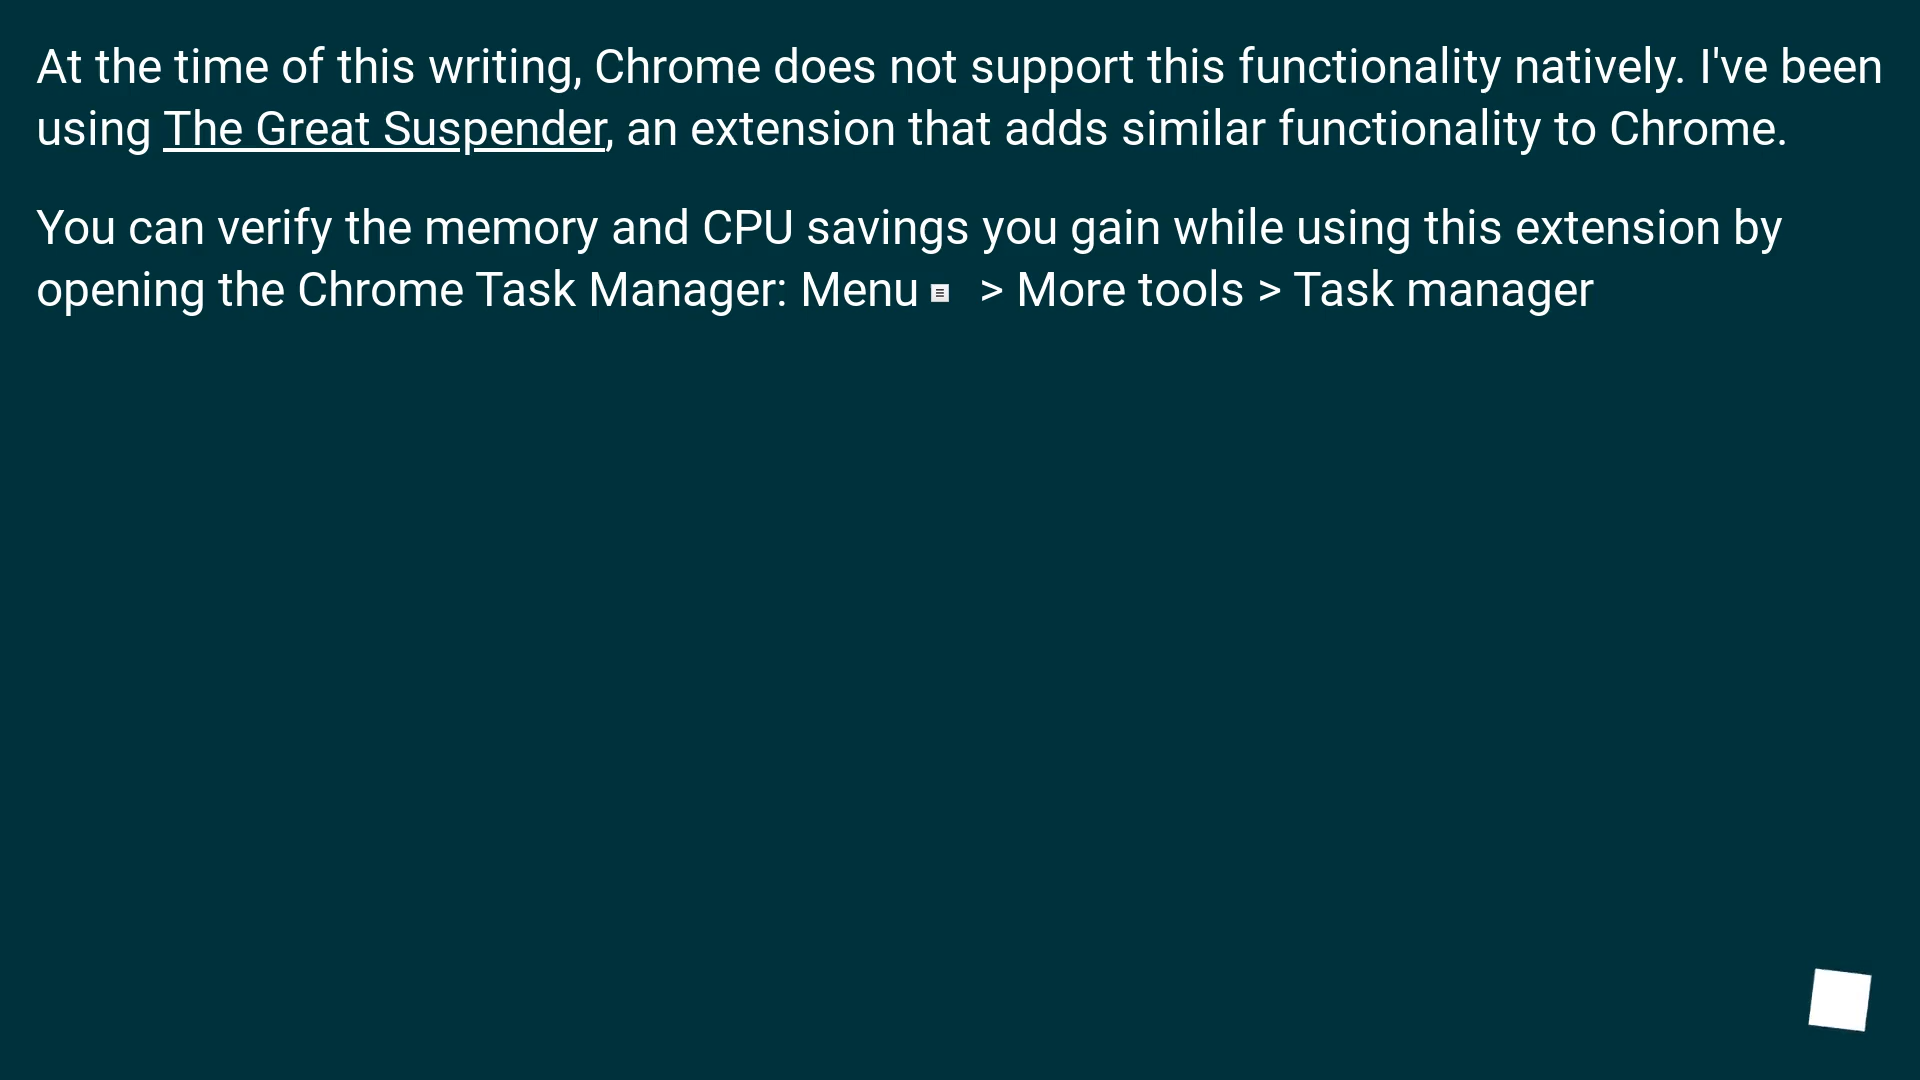 At the time of this writing, Chrome does not support this functionality natively. I've been
using The Great Suspender, an extension that adds similar functionality to Chrome.
You can verify the memory and CPU savings you gain while using this extension by
opening the Chrome Task Manager: Menu > More tools > Task manager